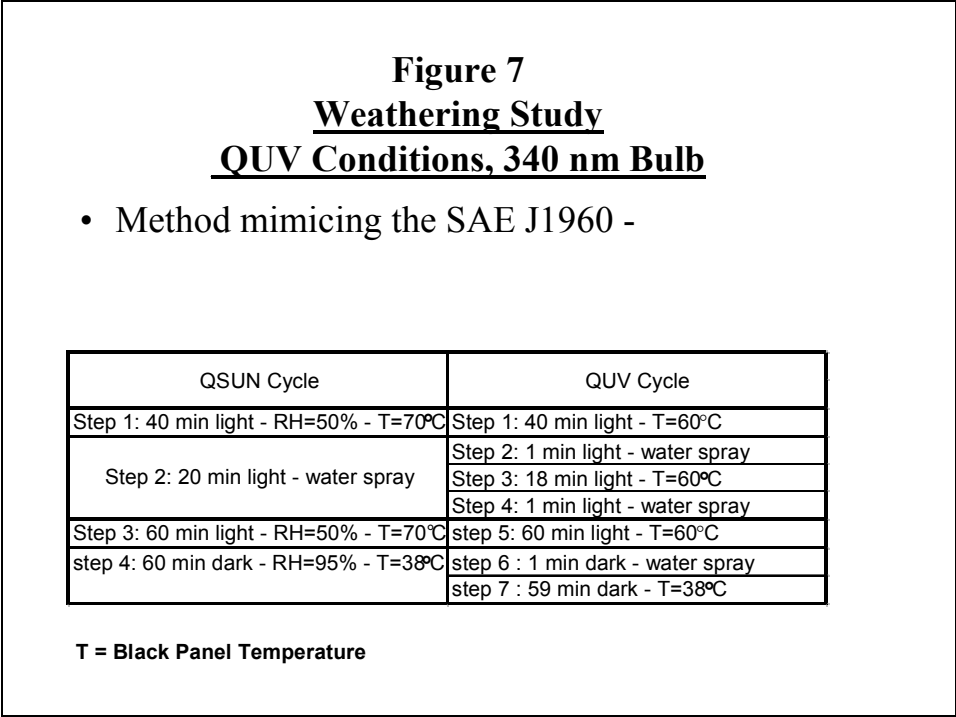 Figure 7
Weathering Study
QUV Conditions, 340 nm Bulb
• Method mimicing the SAE J1960 -
QSUN Cycle QUV Cycle
Step 1: 40 min light - RH=50% - T=70ºC Step 1: 40 min light - T=60°C
Step 2: 20 min light - water spray
Step 2: 1 min light - water spray
Step 3: 18 min light - T=60ºC
Step 4: 1 min light - water spray
Step 3: 60 min light - RH=50% - T=70°C step 5: 60 min light - T=60°C
step 4: 60 min dark - RH=95% - T=38ºC step 6 : 1 min dark - water spray
step 7 : 59 min dark - T=38ºC
T = Black Panel Temperature